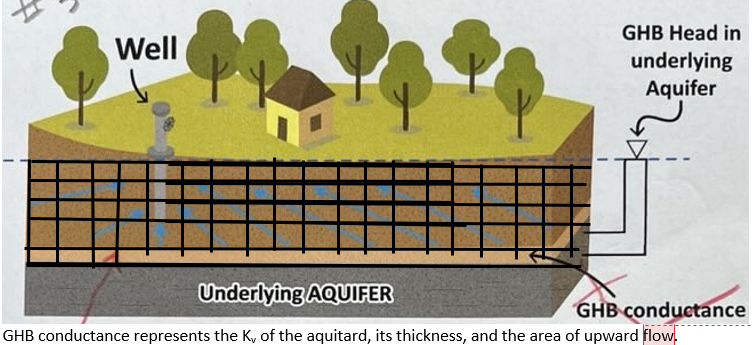 Well
GHB Head in
underlying
Aquifer
Underlying AQUIFER
GHB conductance
GHB conductance represents the Kv of the aquitard, its thickness, and the area of upward flow.